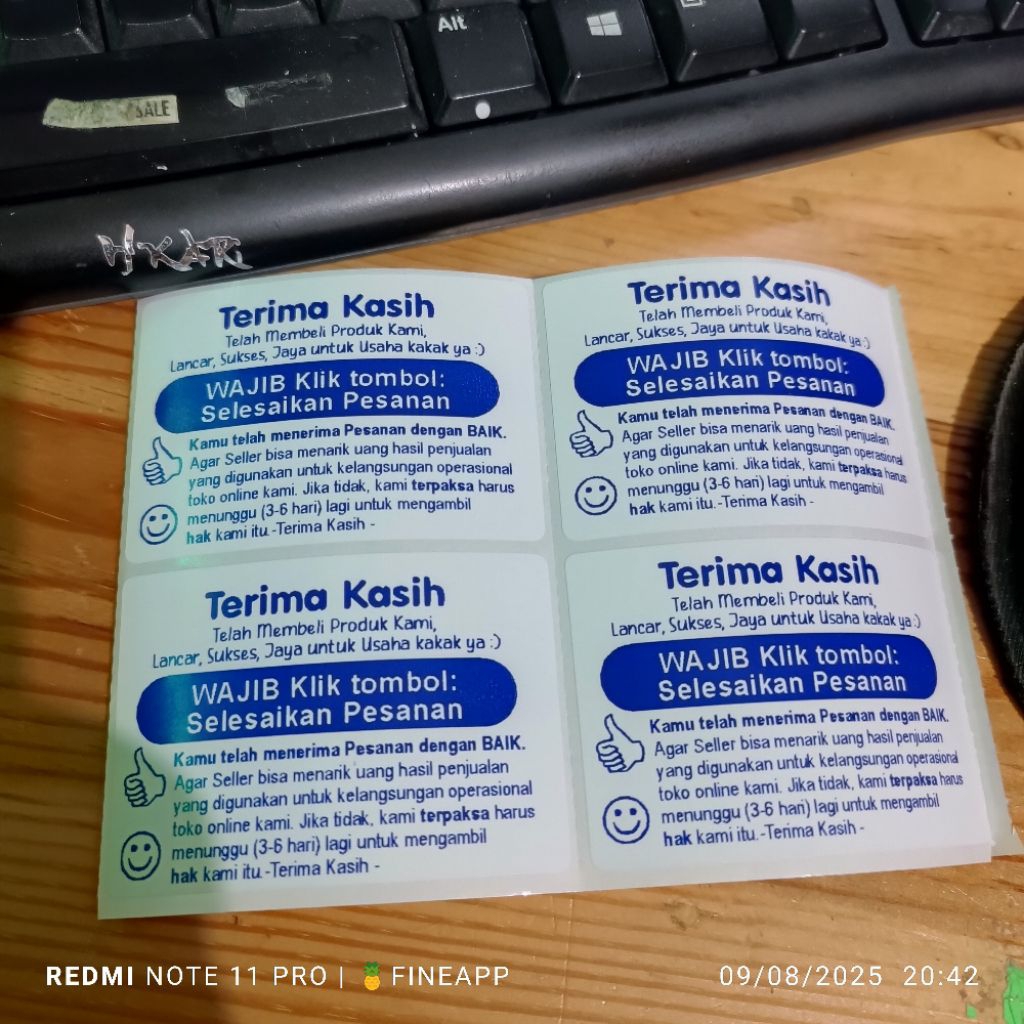 Alt
SALE
HKAR
Terima Kasih
Telah Membeli Produk Kami,
Lancar, Sukses, Jaya untuk Usaha kakak ya :)
WAJIB Klik tombol:
Selesaikan Pesanan
Kamu telah menerima Pesanan dengan BAIK.
Agar Seller bisa menarik uang hasil penjualan
yang digunakan untuk kelangsungan operasional
toko online kami. Jika tidak, kami terpaksa harus
menunggu (3-6 hari) lagi untuk mengambil
hak kami itu.-Terima Kasih -
Terima Kasih
Telah Membeli Produk Kami,
Lancar, Sukses, Jaya untuk Usaha kakak ya :)
WAJIB Klik tombol:
Selesaikan Pesanan
Kamu telah menerima Pesanan dengan BAIK.
Agar Seller bisa menarik uang hasil penjualan
yang digunakan untuk kelangsungan operasional
toko online kami. Jika tidak, kami terpaksa harus
menunggu (3-6 hari) lagi untuk mengambil
hak kami itu.-Terima Kasih -
Terima Kasih
Telah Membeli Produk Kami,
Lancar, Sukses, Jaya untuk Usaha kakak ya :)
WAJIB Klik tombol:
Selesaikan Pesanan
Kamu telah menerima Pesanan dengan BAIK.
Agar Seller bisa menarik uang hasil penjualan
yang digunakan untuk kelangsungan operasional
toko online kami. Jika tidak, kami terpaksa harus
menunggu (3-6 hari) lagi untuk mengambil
hak kami itu.-Terima Kasih -
Terima Kasih
Telah Membeli Produk Kami,
Lancar, Sukses, Jaya untuk Usaha kakak ya :)
WAJIB Klik tombol:
Selesaikan Pesanan
Kamu telah menerima Pesanan dengan BAIK.
Agar Seller bisa menarik uang hasil penjualan
yang digunakan untuk kelangsungan operasional
toko online kami. Jika tidak, kami terpaksa harus
menunggu (3-6 hari) lagi untuk mengambil
hak kami itu.-Terima Kasih -
REDMI NOTE 11 PRO | 🍍FINEAPP
09/08/2025 20:42